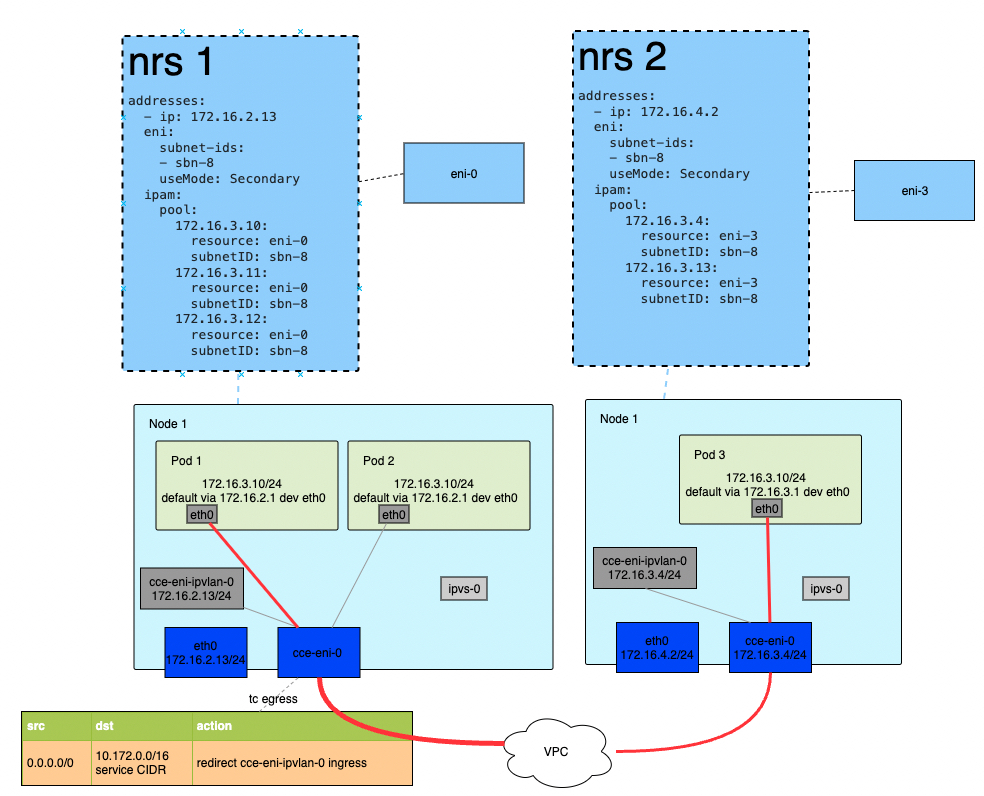 nrs 1
addresses:
- ip: 172.16.2.13
eni:
subnet-ids:
- sbn-8
useMode: Secondary
ipam:
pool:
172.16.3.10:
resource: eni-0
subnetID: sbn-8
172.16.3.11:
resource: eni-0
subnetID: sbn-8
172.16.3.12:
resource: eni-0
subnetID: sbn-8
eni-0
nrs 2
addresses:
- ip: 172.16.4.2
eni:
subnet-ids:
- sbn-8
useMode: Secondary
ipam:
pool:
172.16.3.4:
resource: eni-3
subnetID: sbn-8
172.16.3.13:
resource: eni-3
subnetID: sbn-8
eni-3
Node 1
Pod 1
172.16.3.10/24
default via 172.16.2.1 dev eth0
eth0
Pod 2
172.16.3.10/24
default via 172.16.2.1 dev eth0
eth0
cce-eni-ipvlan-0
172.16.2.13/24
ipvs-0
eth0
172.16.2.13/24
cce-eni-0
Node 1
Pod 3
172.16.3.10/24
default via 172.16.3.1 dev eth0
eth0
cce-eni-ipvlan-0
172.16.3.4/24
ipvs-0
eth0
172.16.4.2/24
cce-eni-0
172.16.3.4/24
tc egress
src dst action
0.0.0.0/0
10.172.0.0/16
service CIDR
redirect cce-eni-ipvlan-0 ingress
VPC